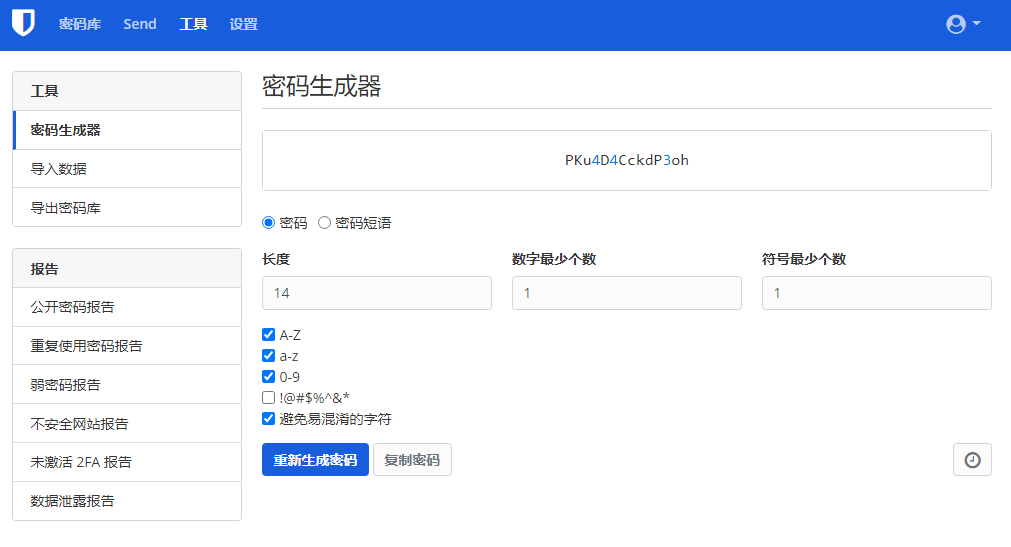 密码库 Send 工具 设置
工具
密码生成器
导入数据
导出密码库
报告
公开密码报告
重复使用密码报告
弱密码报告
不安全网站报告
未激活 2FA 报告
数据泄露报告
密码生成器
PKu4D4CckdP3oh
密码 密码短语
长度 数字最少个数 符号最少个数
14 1 1
A-Z
a-z
0-9
!@#$%^&*
避免易混淆的字符
重新生成密码 复制密码